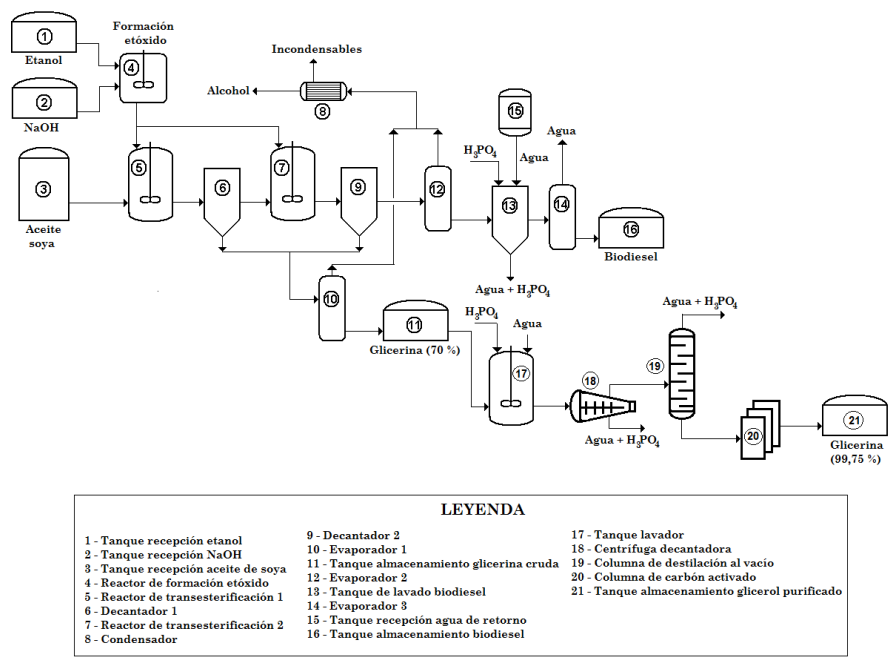 Formación
etóxido
1
Etanol
4
2
NaOH
Incondensables
Alcohol
8
15
Agua
H3PO4
Agua
5
7
3
6
9
12
13
14
16
Aceite
soya
Biodiesel
Agua + H3PO4
10
11
Glicerina (70 %)
H3PO4
Agua
17
18
Agua + H3PO4
Agua + H3PO4
19
20
21
Glicerina
(99,75 %)
LEYENDA
1 - Tanque recepción etanol
2 - Tanque recepción NaOH
3 - Tanque recepción aceite de soya
4 - Reactor de formación etóxido
5 - Reactor de transesterificación 1
6 - Decantador 1
7 - Reactor de transesterificación 2
8 - Condensador
9 - Decantador 2
10 - Evaporador 1
11 - Tanque almacenamiento glicerina cruda
12 - Evaporador 2
13 - Tanque de lavado biodiesel
14 - Evaporador 3
15 - Tanque recepción agua de retorno
16 - Tanque almacenamiento biodiesel
17 - Tanque lavador
18 - Centrífuga decantadora
19 - Columna de destilación al vacío
20 - Columna de carbón activado
21 - Tanque almacenamiento glicerol purificado